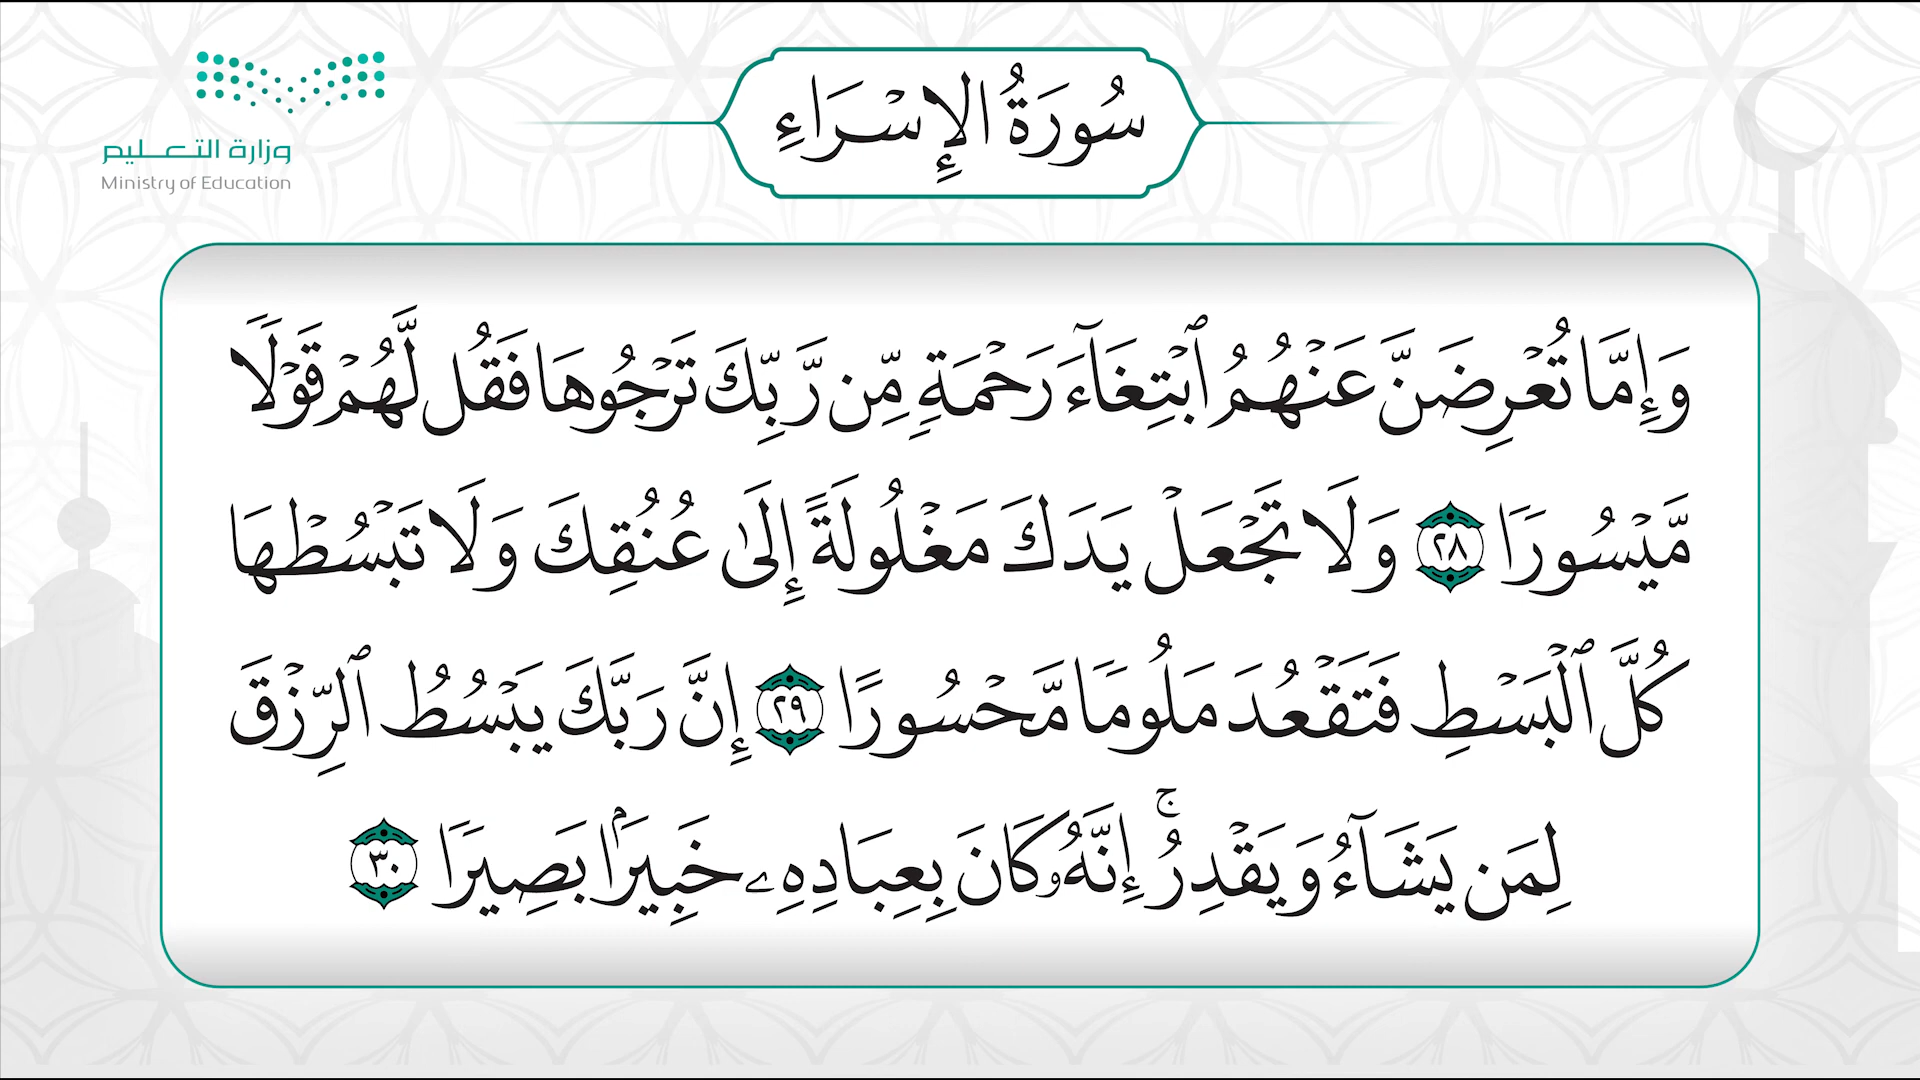 وزارة التعليم
Ministry of Education
سُورَةُ الإِسْرَاءِ
وَإِمَّا تُعْرِضَنَّ عَنْهُمُ ٱبْتِغَآءَ رَحْمَةٍ مِّن رَّبِّكَ تَرْجُوهَا فَقُل لَّهُمْ قَوْلًا
مَّيْسُورًا ٢٨ وَلَا تَجْعَلْ يَدَكَ مَغْلُولَةً إِلَىٰ عُنُقِكَ وَلَا تَبْسُطْهَا
كُلَّ ٱلْبَسْطِ فَتَقْعُدَ مَلُومًا مَّحْسُورًا ٢٩ إِنَّ رَبَّكَ يَبْسُطُ ٱلرِّزْقَ
لِمَن يَشَآءُ وَيَقْدِرُۚ إِنَّهُۥ كَانَ بِعِبَادِهِۦ خَبِيرَۢا بَصِيرًا ٣٠